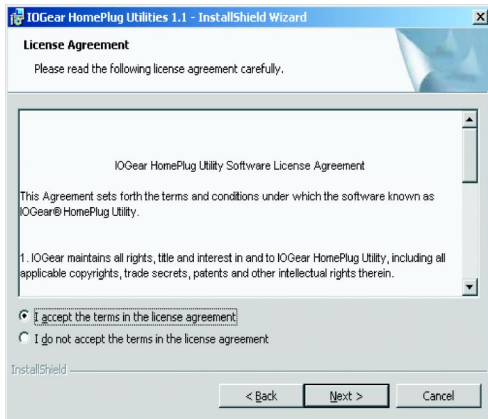 IOGear HomePlug Utilities 1.1 - InstallShield Wizard
License Agreement
Please read the following license agreement carefully.
IOGear HomePlug Utility Software License Agreement
This Agreement sets forth the terms and conditions under which the software known as
IOGear® HomePlug Utility.
1. IOGear maintains all rights, title and interest in and to IOGear HomePlug Utility, including all
applicable copyrights, trade secrets, patents and other intellectual rights therein.
I accept the terms in the license agreement
I do not accept the terms in the license agreement
InstallShield
< Back Next > Cancel